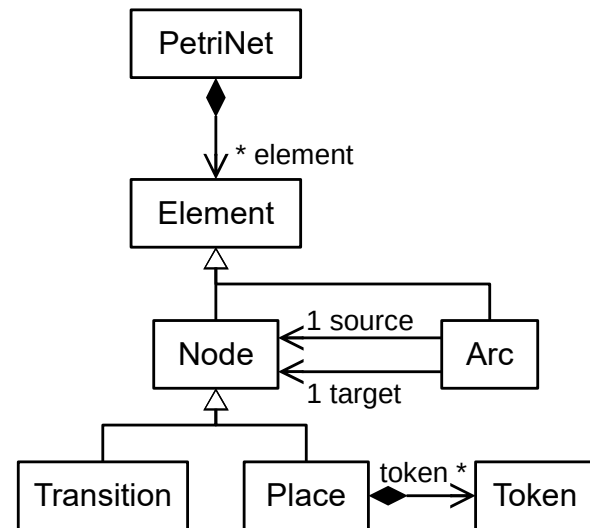 PetriNet
* element
Element
1 source
Node
Arc
1 target
token *
Transition
Place
Token